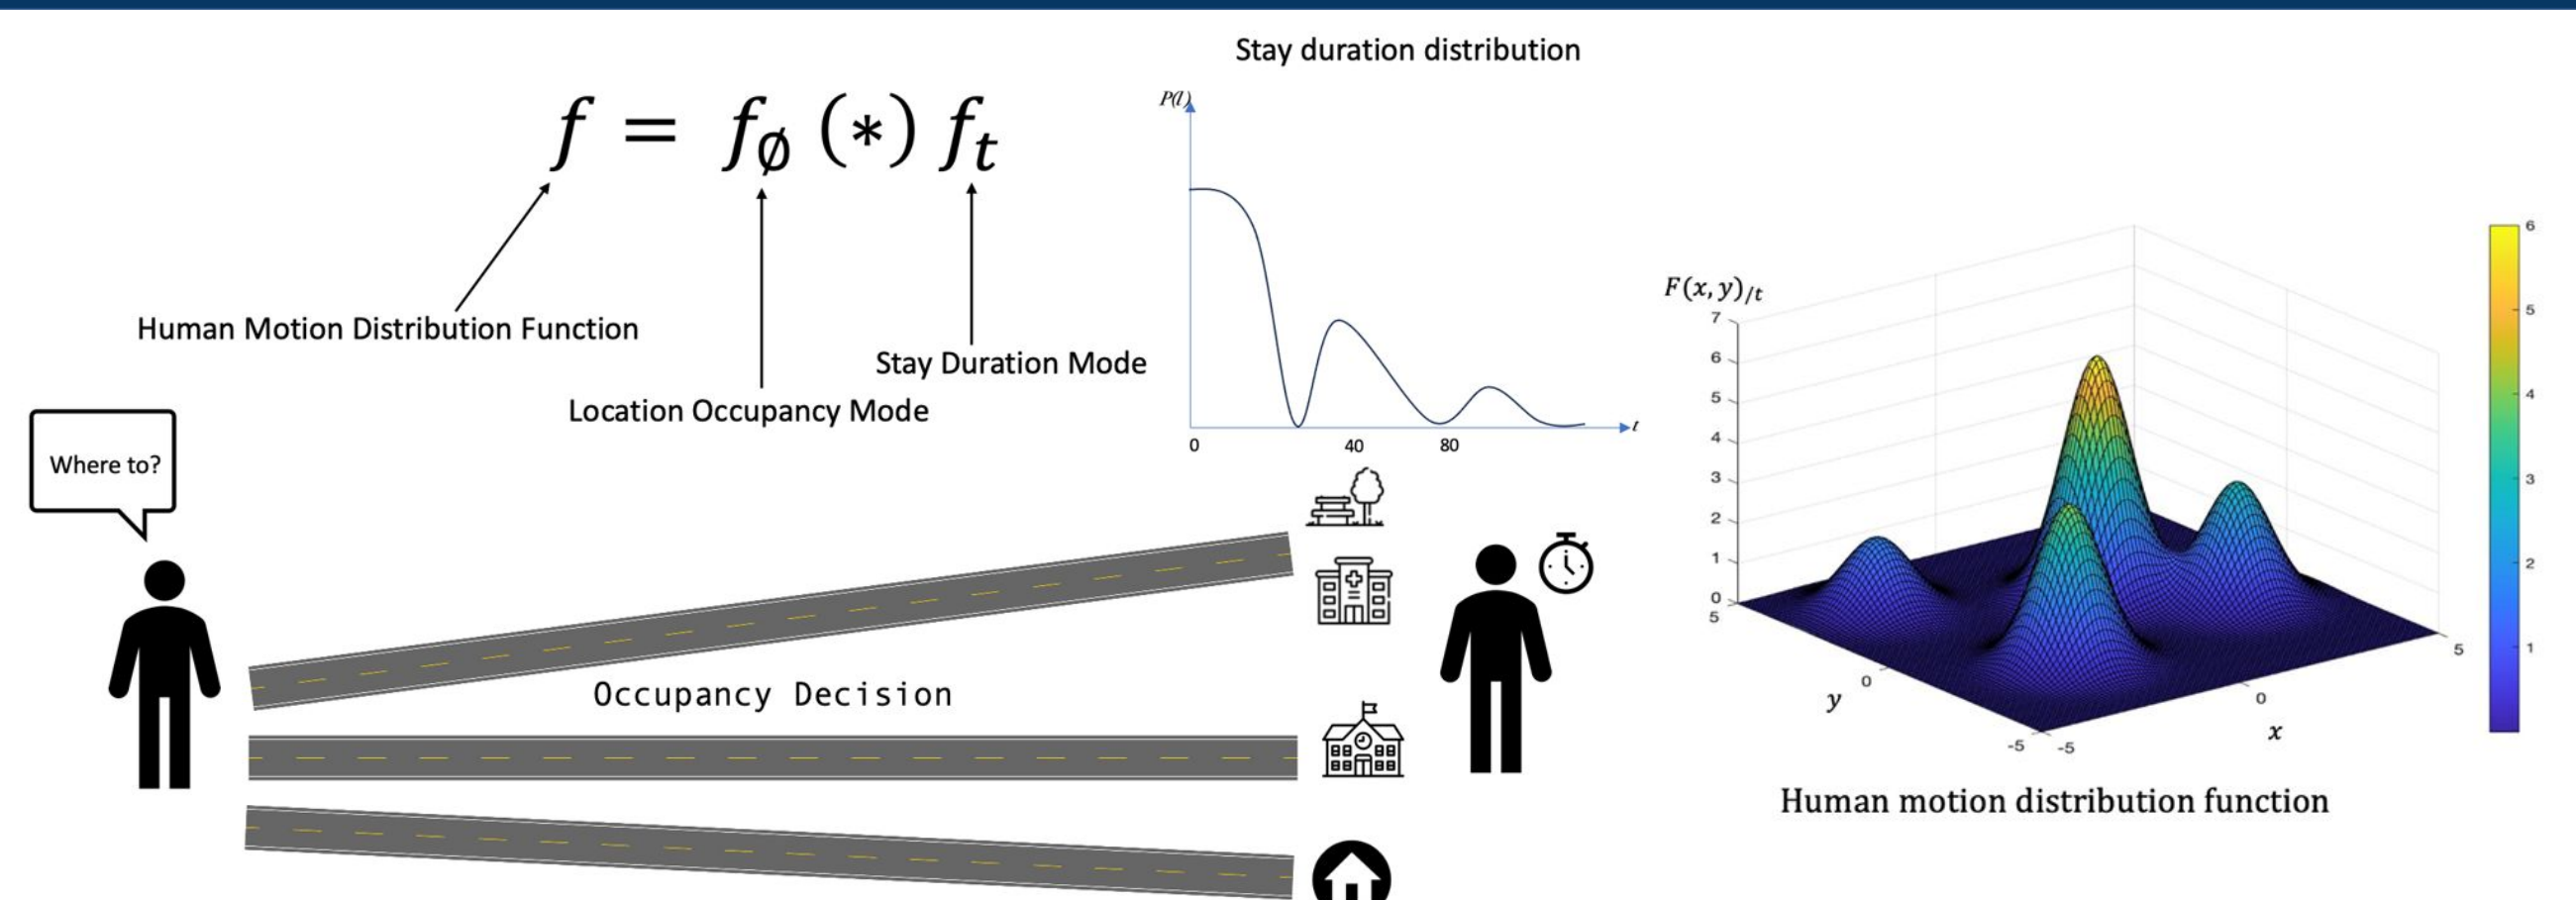 Stay duration distribution
f = f∅ (*) ft
P(l)
t
0
40
80
Human Motion Distribution Function
Stay Duration Mode
Location Occupancy Mode
Where to?
Occupancy Decision
F(x, y)/t
7
6
5
4
3
2
1
0
5
0
-5
y
-5
0
5
x
6
5
4
3
2
1
Human motion distribution function